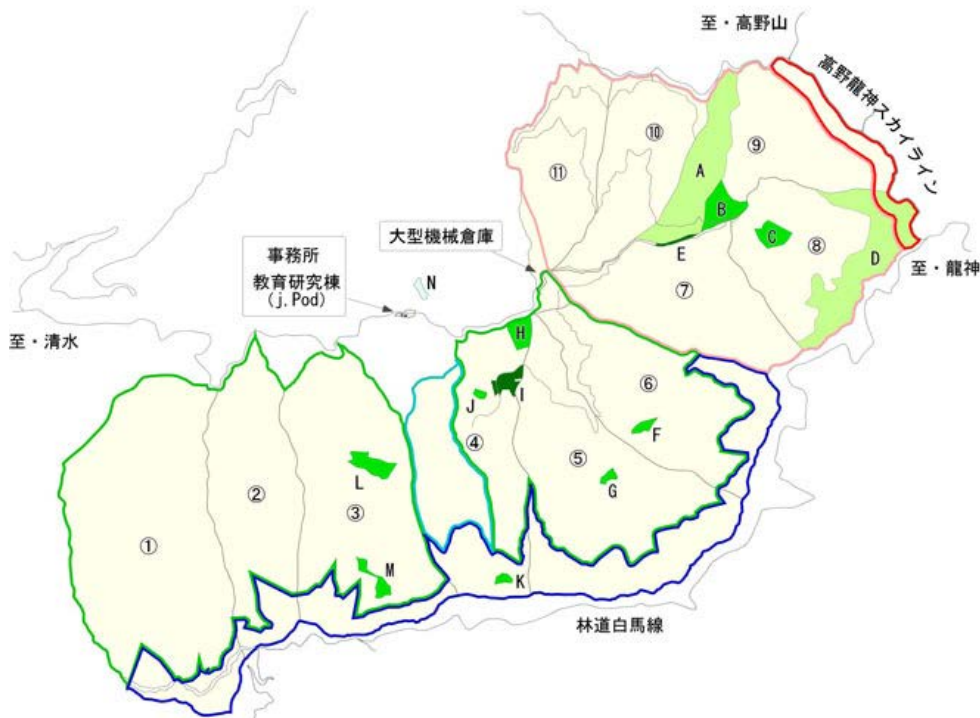 至・高野山
高野龍神スカイライン
⑩
⑨
⑪
A
B
C
⑧
大型機械倉庫
E
D
至・龍神
事務所
教育研究棟
(j.Pod)
N
⑦
至・清水
H
⑥
I
J
④
F
⑤
L
G
②
③
①
M
K
林道白馬線